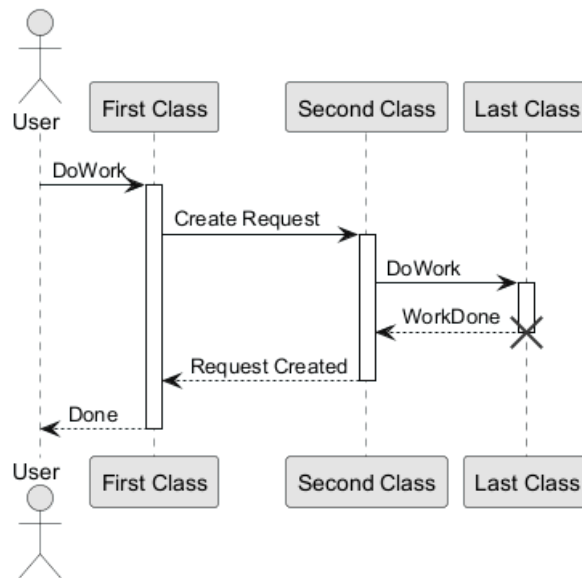 User
First Class
Second Class
Last Class
DoWork
Create Request
DoWork
WorkDone
Request Created
Done
User
First Class
Second Class
Last Class